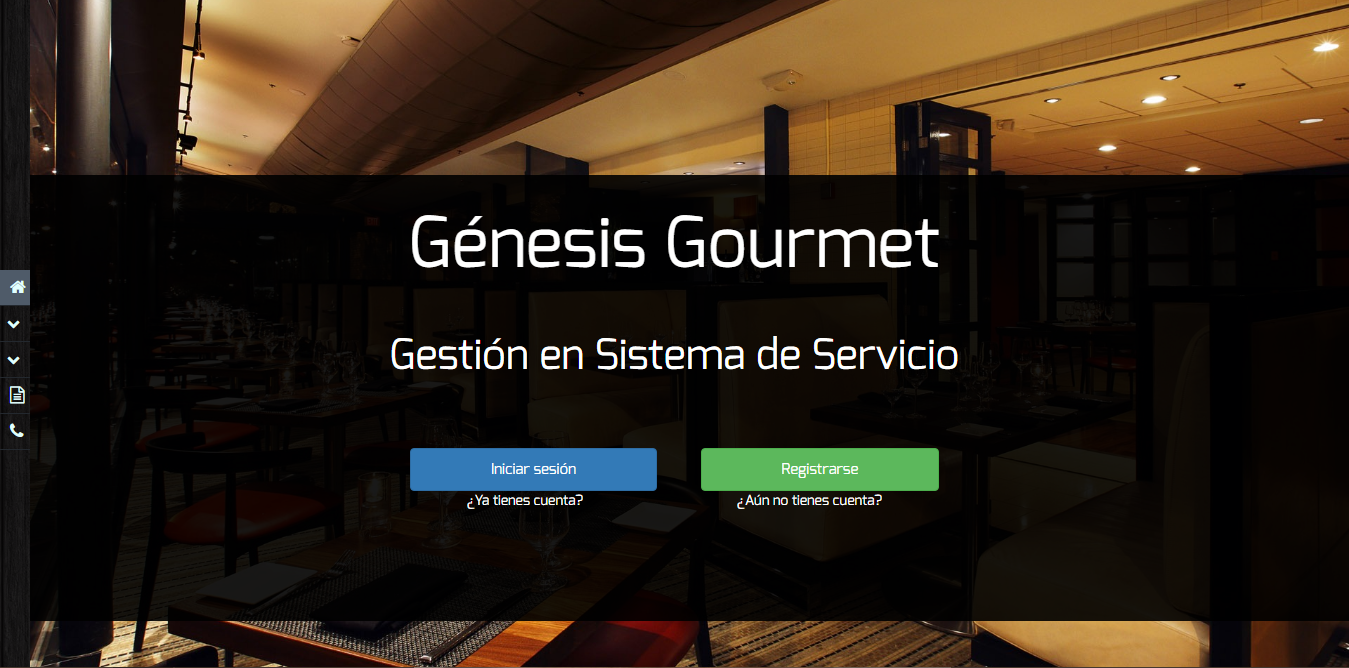 Génesis Gourmet
Gestión en Sistema de Servicio
Iniciar sesión
Registrarse
¿Ya tienes cuenta?
¿Aún no tienes cuenta?